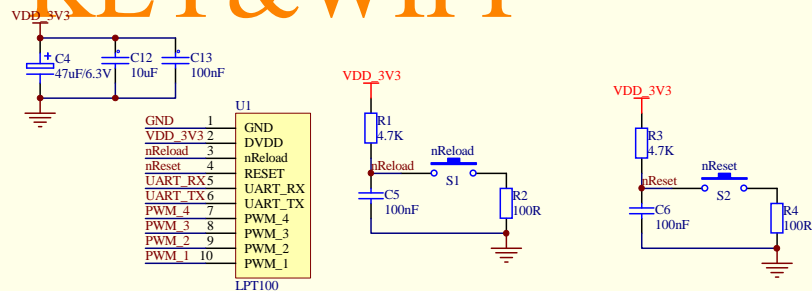 KEY&WIFI
VDD_3V3
C4
47uF/6.3V
C12
10uF
C13
100nF
U1
GND 1 GND
VDD_3V3 2 DVDD
nReload 3 nReload
nReset 4 RESET
UART_RX 5 UART_RX
UART_TX 6 UART_TX
PWM_4 7 PWM_4
PWM_3 8 PWM_3
PWM_2 9 PWM_2
PWM_1 10 PWM_1
LPT100
VDD_3V3
R1
4.7K
nReload
nReload
S1
C5
100nF
R2
100R
VDD_3V3
R3
4.7K
nReset
nReset
S2
C6
100nF
R4
100R